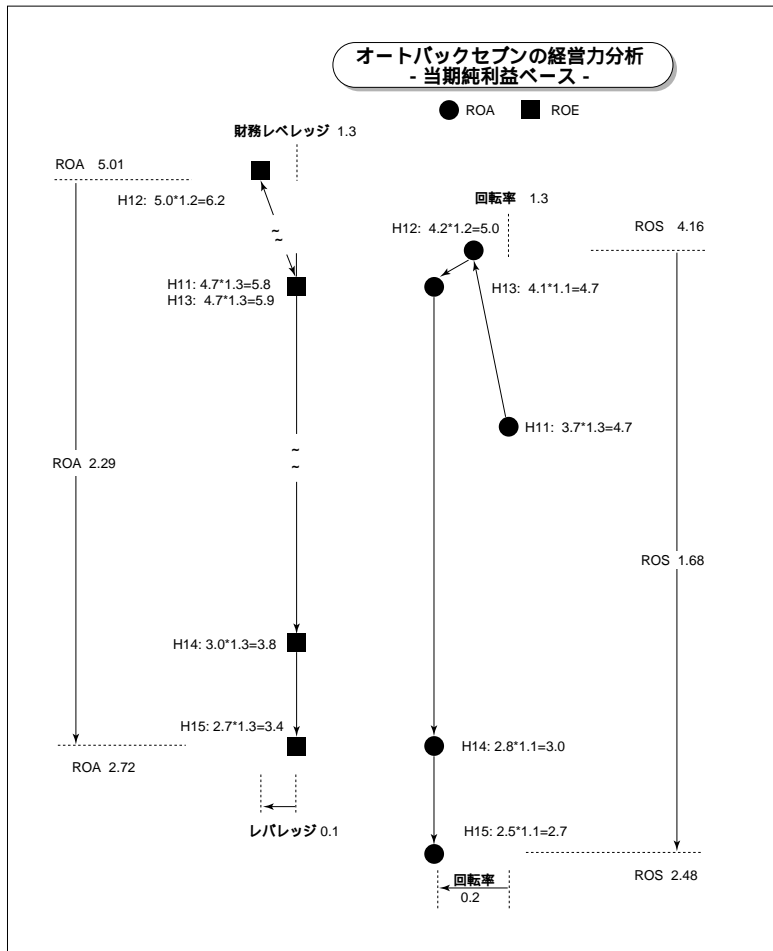 オートバックセブンの経営力分析
- 当期純利益ベース -
ROA ROE
財務レベレッジ 1.3
ROA 5.01
H12: 5.0*1.2=6.2
回転率 1.3
H12: 4.2*1.2=5.0
ROS 4.16
~
~
H11: 4.7*1.3=5.8
H13: 4.7*1.3=5.9
H13: 4.1*1.1=4.7
H11: 3.7*1.3=4.7
~
~
ROA 2.29
ROS 1.68
H14: 3.0*1.3=3.8
H15: 2.7*1.3=3.4
H14: 2.8*1.1=3.0
ROA 2.72
レバレッジ 0.1
H15: 2.5*1.1=2.7
回転率
0.2
ROS 2.48